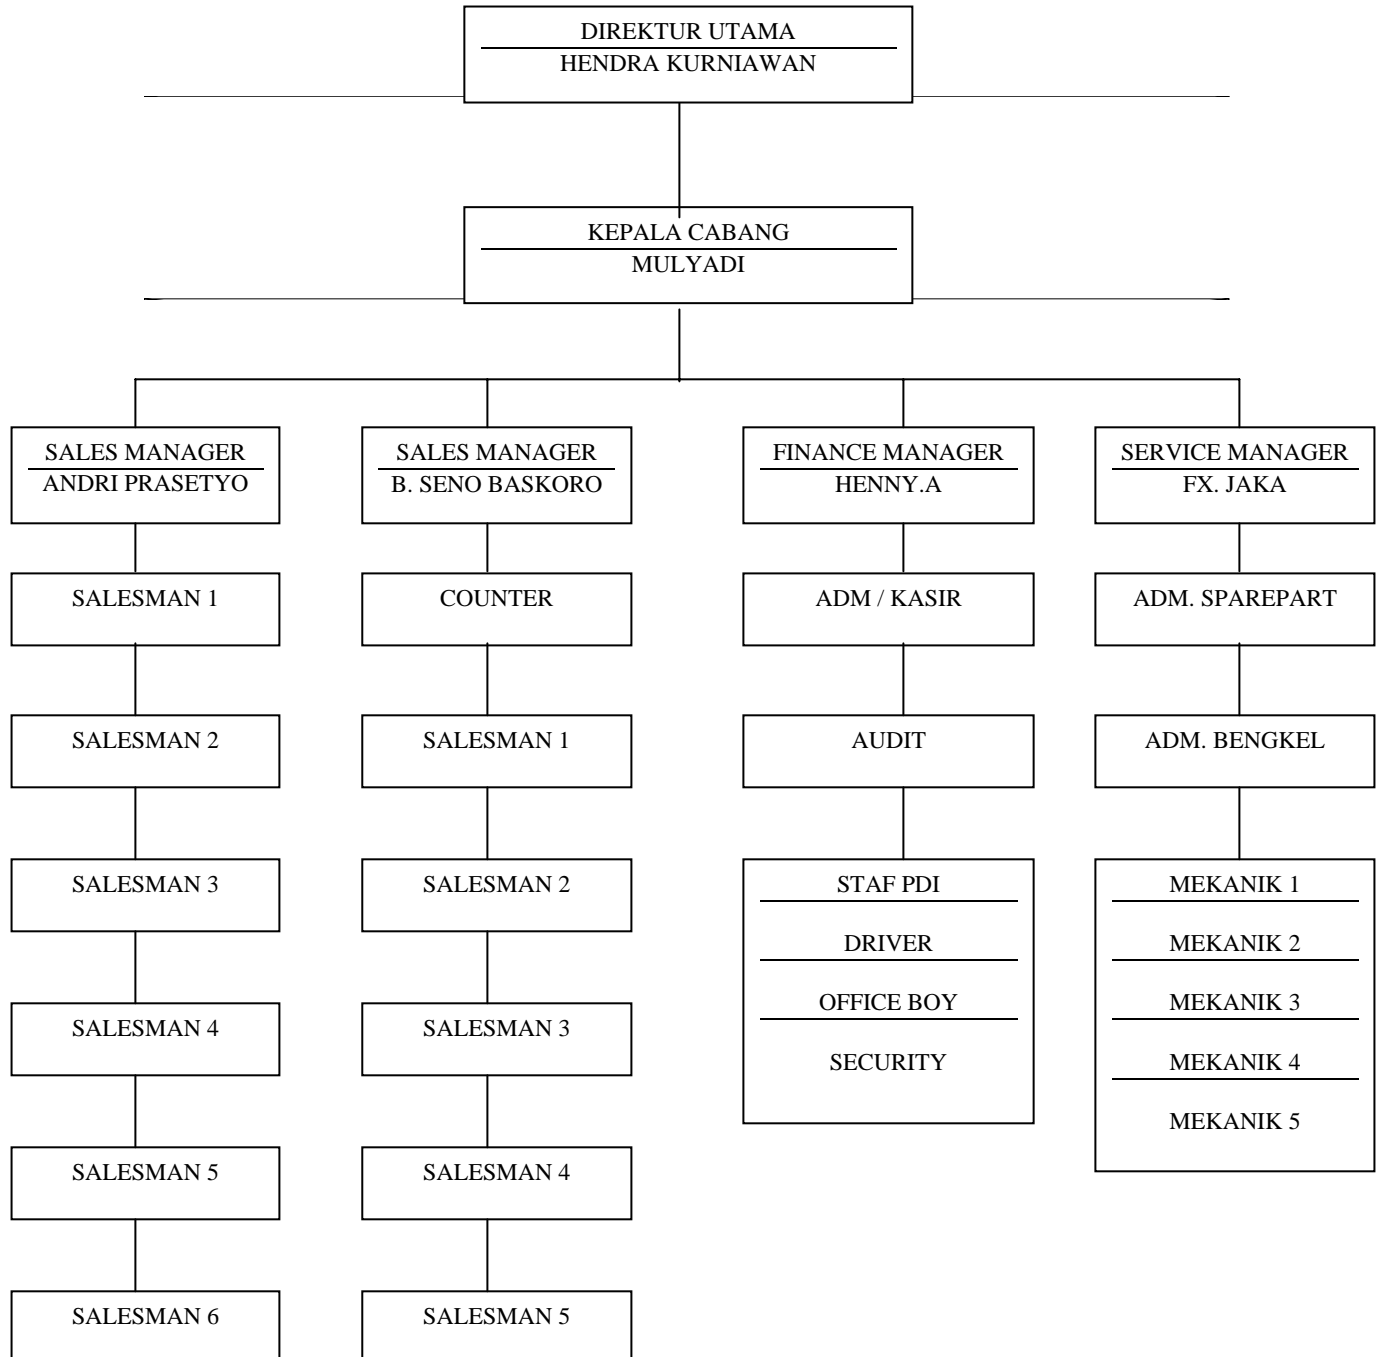 DIREKTUR UTAMA
HENDRA KURNIAWAN
KEPALA CABANG
MULYADI
SALES MANAGER
ANDRI PRASETYO
SALESMAN 1
SALESMAN 2
SALESMAN 3
SALESMAN 4
SALESMAN 5
SALESMAN 6
SALES MANAGER
B. SENO BASKORO
COUNTER
SALESMAN 1
SALESMAN 2
SALESMAN 3
SALESMAN 4
SALESMAN 5
FINANCE MANAGER
HENNY.A
ADM / KASIR
AUDIT
STAF PDI
DRIVER
OFFICE BOY
SECURITY
SERVICE MANAGER
FX. JAKA
ADM. SPAREPART
ADM. BENGKEL
MEKANIK 1
MEKANIK 2
MEKANIK 3
MEKANIK 4
MEKANIK 5